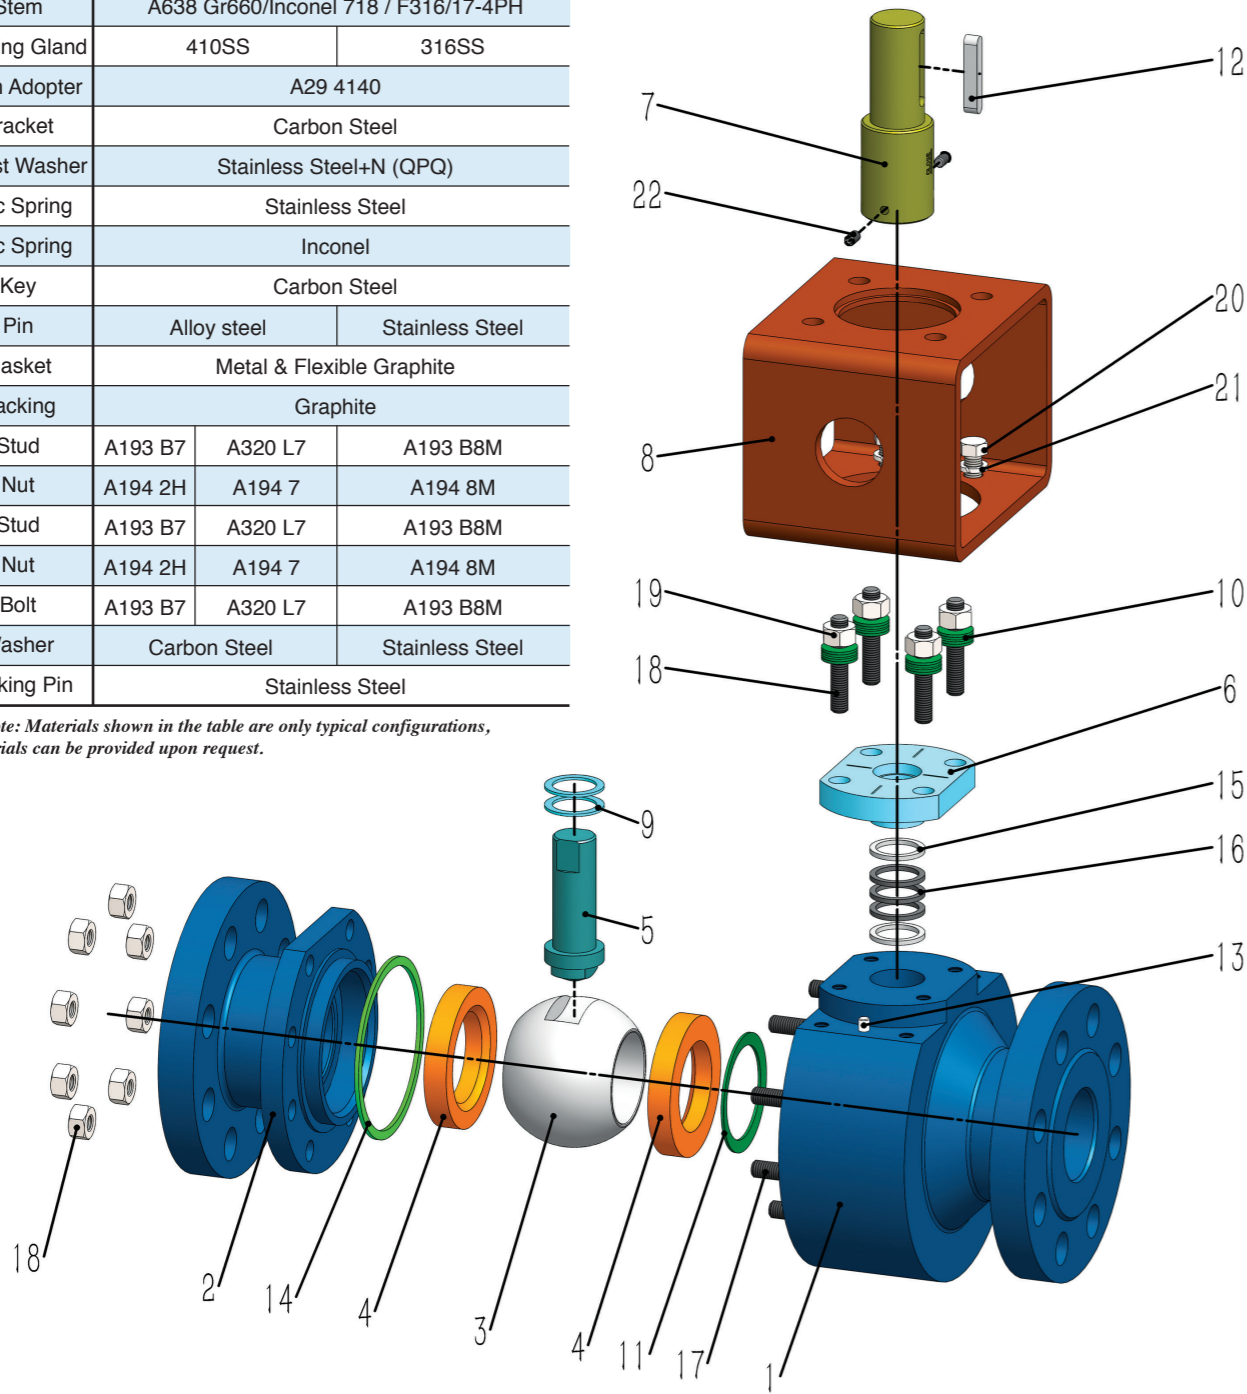 Stem A638 Gr660/Inconel 718 / F316/17-4PH
ng Gland 410SS 316SS
Adopter A29 4140
racket Carbon Steel
st Washer Stainless Steel+N (QPQ)
c Spring Stainless Steel
c Spring Inconel
Key Carbon Steel
Pin Alloy steel Stainless Steel
asket Metal & Flexible Graphite
acking Graphite
Stud A193 B7 A320 L7 A193 B8M
Nut A194 2H A194 7 A194 8M
Stud A193 B7 A320 L7 A193 B8M
Nut A194 2H A194 7 A194 8M
Bolt A193 B7 A320 L7 A193 B8M
asher Carbon Steel Stainless Steel
king Pin Stainless Steel
te: Materials shown in the table are only typical configurations,
rials can be provided upon request.
12
7
22
20
21
8
19
10
18
6
15
9
16
5
13
18
2
14
4
3
4
11
17
1